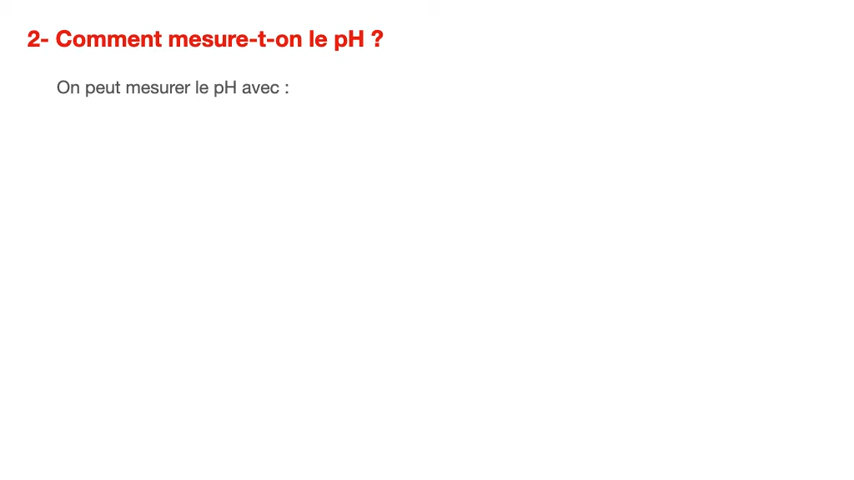 2- Comment mesure-t-on le pH ?
On peut mesurer le pH avec :